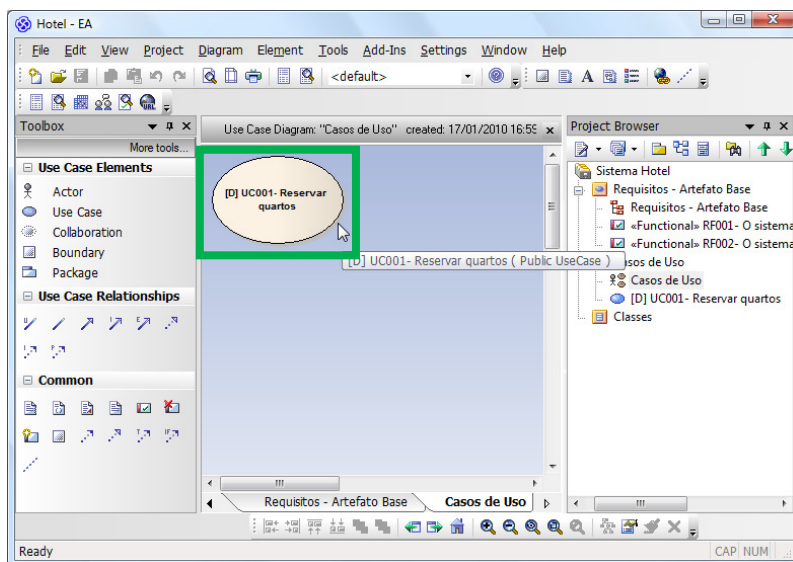 Hotel - EA
File Edit View Project Diagram Element Tools Add-Ins Settings Window Help
<default>
Toolbox
More tools...
Use Case Elements
Actor
Use Case
Collaboration
Boundary
Package
Use Case Relationships
Common
Use Case Diagram: "Casos de Uso" created: 17/01/2010 16:55
[D] UC001- Reservar
quartos
[D] UC001- Reservar quartos ( Public UseCase )
Requisitos - Artefato Base
Casos de Uso
Project Browser
Sistema Hotel
Requisitos - Artefato Base
Requisitos - Artefato Base
«Functional» RF001- O sistema
«Functional» RF002- O sistema
de Uso
Casos de Uso
[D] UC001- Reservar quartos
Classes
Ready
CAP NUM